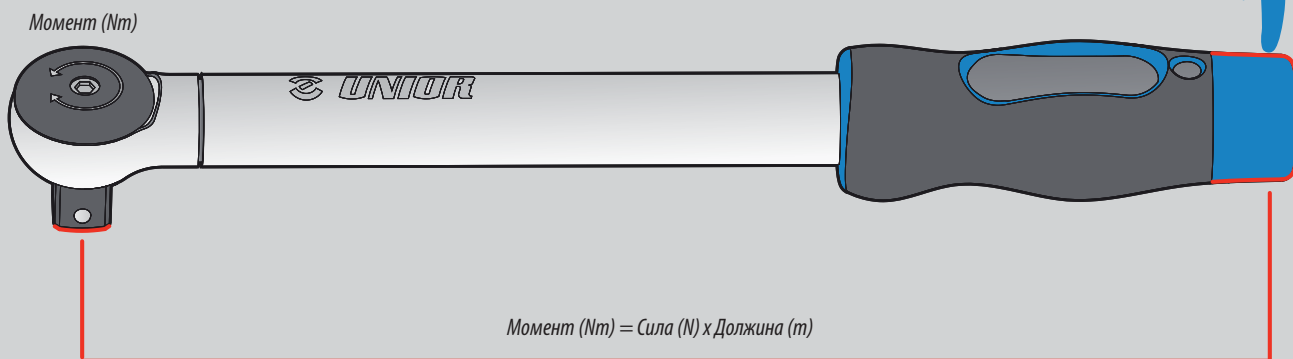 Момент (Nm)
UNIOR
Момент (Nm) = Сила (N) x Должина (m)